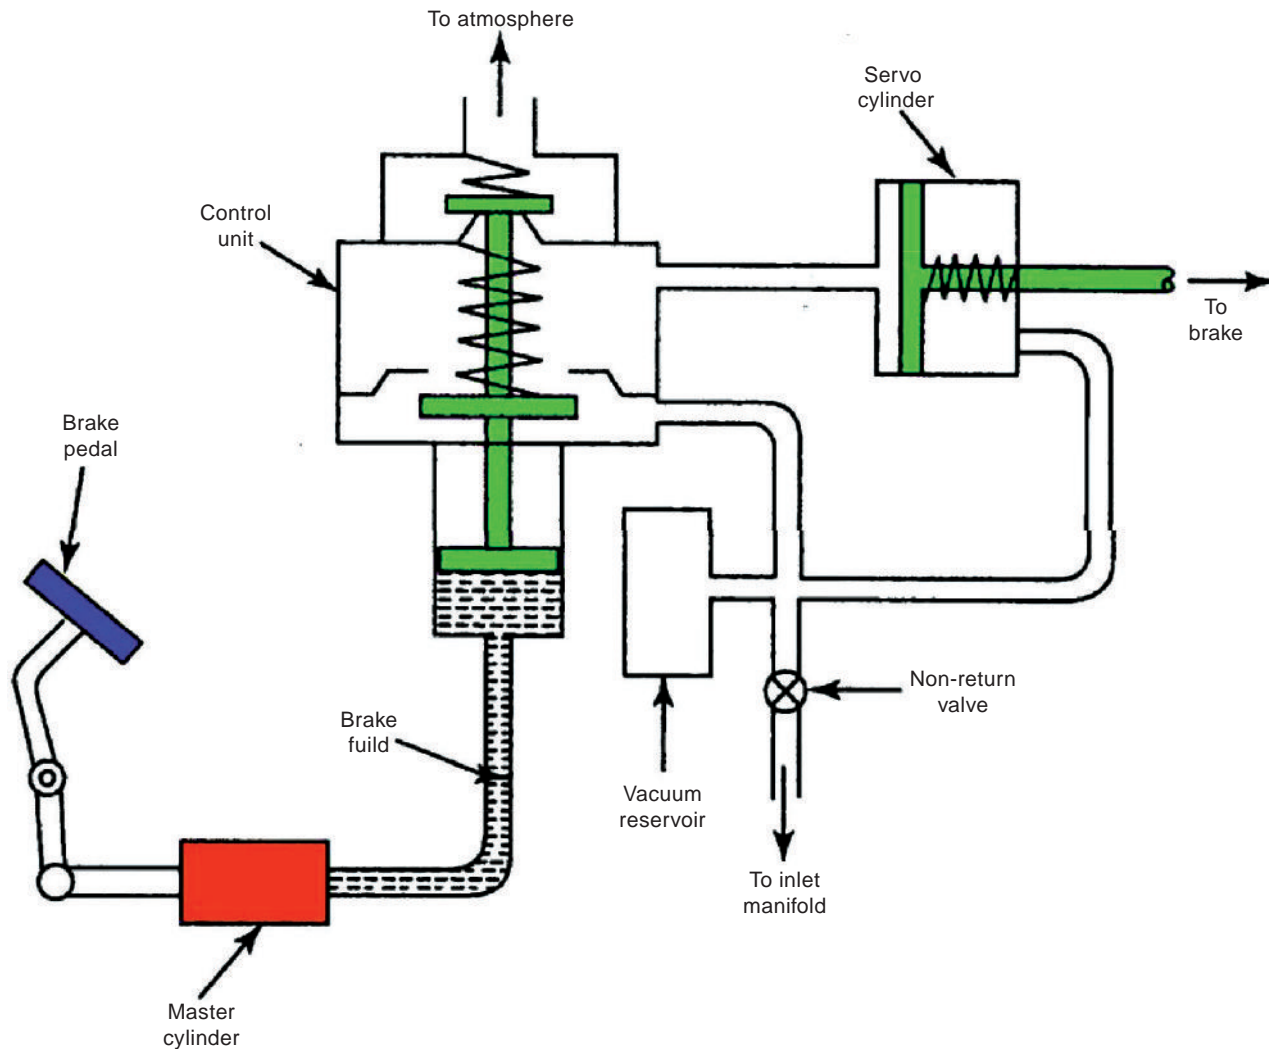 To atmosphere
Servo
cylinder
Control
unit
To
brake
Brake
pedal
Non-return
valve
Brake
fuild
Vacuum
reservoir
To inlet
manifold
Master
cylinder